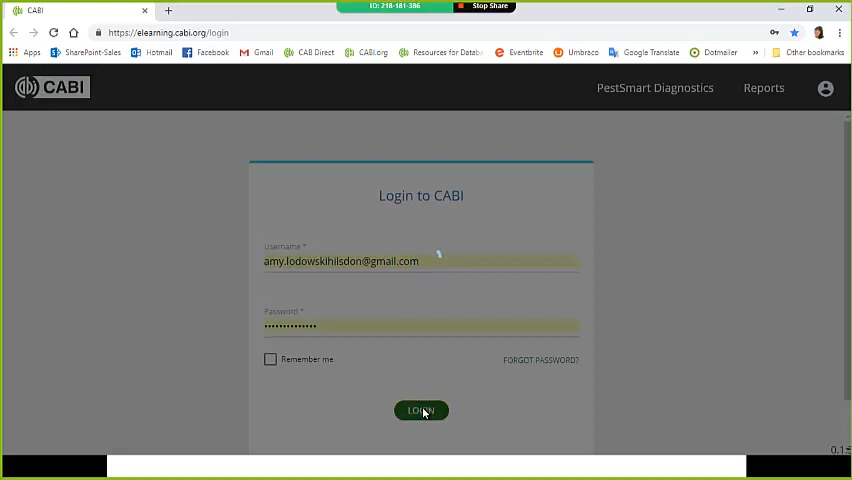 ID: 218-181-386 Stop Share
CABI
https://elearning.cabi.org/login
Apps SharePoint-Sales Hotmail Facebook Gmail CAB Direct CABI.org Resources for Datab Eventbrite Umbraco Google Translate Dotmailer » Other bookmarks
CABI PestSmart Diagnostics Reports
Login to CABI
Username *
amy.lodowskihilsdon@gmail.com
Password *
••••••••••••••
Remember me FORGOT PASSWORD?
LOGIN